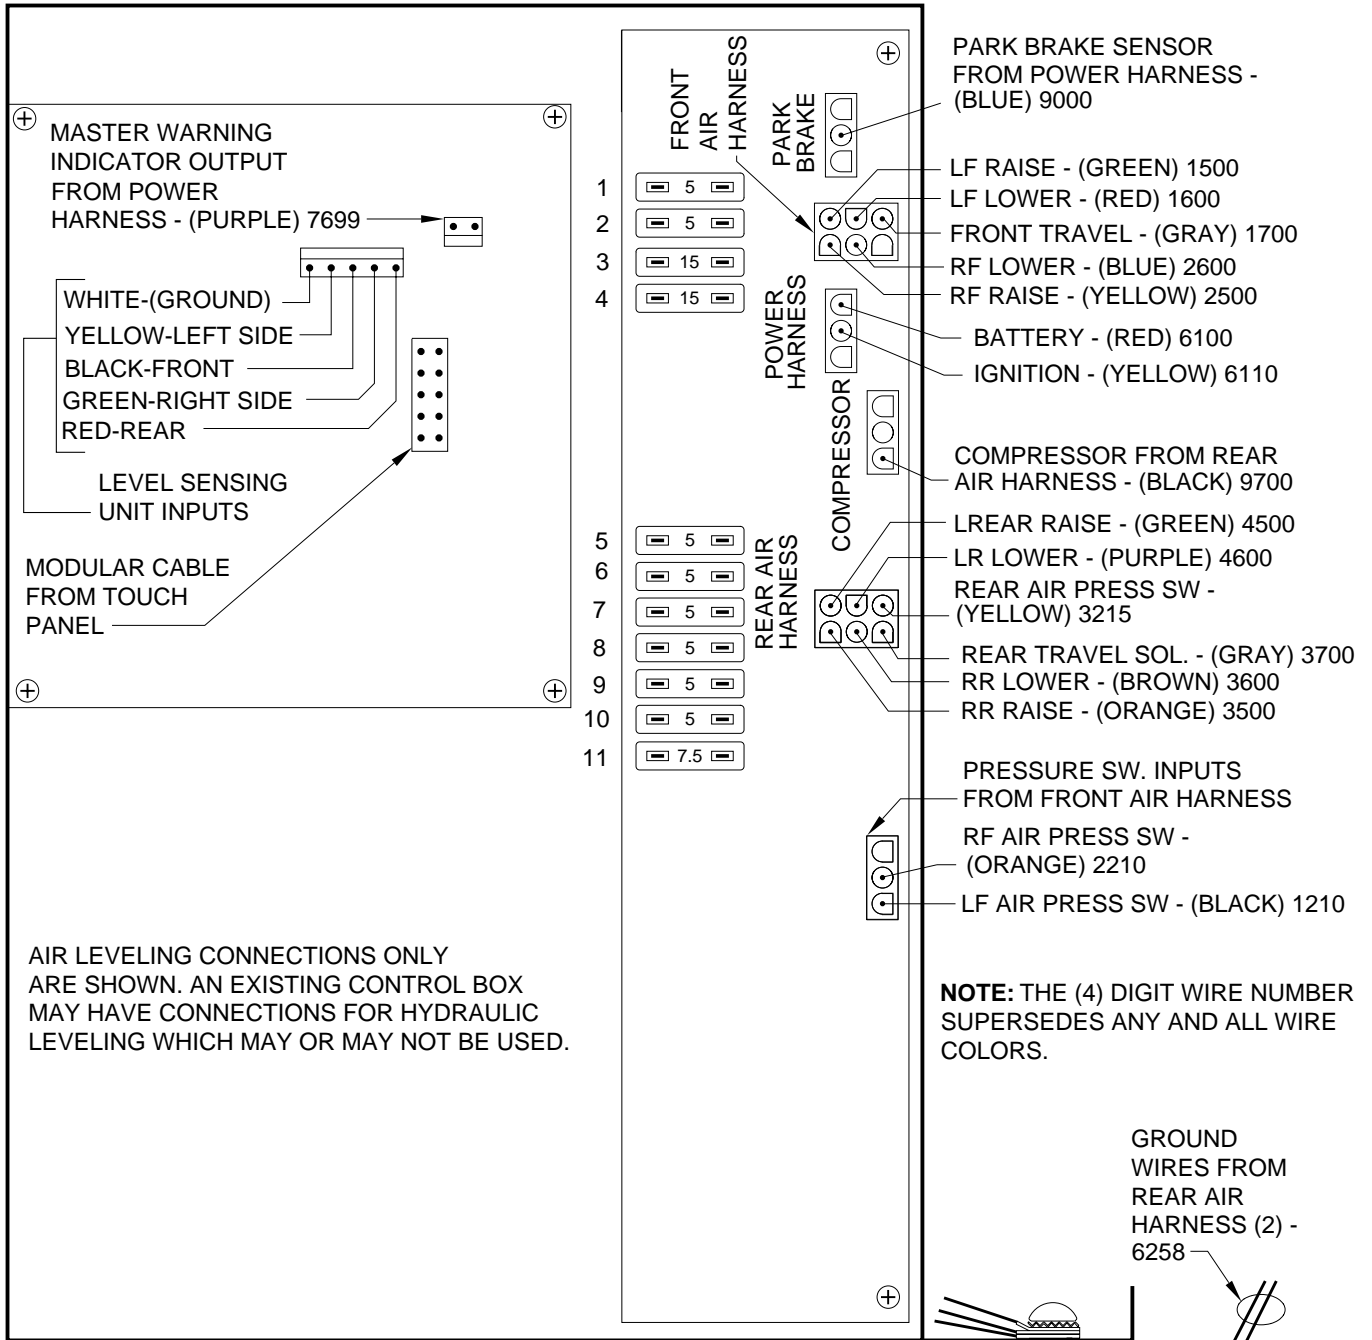 MASTER WARNING
INDICATOR OUTPUT
FROM POWER
HARNESS - (PURPLE) 7699
WHITE-(GROUND)
YELLOW-LEFT SIDE
BLACK-FRONT
GREEN-RIGHT SIDE
RED-REAR
LEVEL SENSING
UNIT INPUTS
MODULAR CABLE
FROM TOUCH
PANEL
FRONT
AIR
HARNESS
PARK
BRAKE
1 5
2 5
3 15
4 15
POWER
HARNESS
COMPRESSOR
5 5
6 5
7 5
8 5
9 5
10 5
11 7.5
REAR AIR
HARNESS
PARK BRAKE SENSOR
FROM POWER HARNESS -
(BLUE) 9000
LF RAISE - (GREEN) 1500
LF LOWER - (RED) 1600
FRONT TRAVEL - (GRAY) 1700
RF LOWER - (BLUE) 2600
RF RAISE - (YELLOW) 2500
BATTERY - (RED) 6100
IGNITION - (YELLOW) 6110
COMPRESSOR FROM REAR
AIR HARNESS - (BLACK) 9700
LREAR RAISE - (GREEN) 4500
LR LOWER - (PURPLE) 4600
REAR AIR PRESS SW -
(YELLOW) 3215
REAR TRAVEL SOL. - (GRAY) 3700
RR LOWER - (BROWN) 3600
RR RAISE - (ORANGE) 3500
PRESSURE SW. INPUTS
FROM FRONT AIR HARNESS
RF AIR PRESS SW -
(ORANGE) 2210
LF AIR PRESS SW - (BLACK) 1210
AIR LEVELING CONNECTIONS ONLY
ARE SHOWN. AN EXISTING CONTROL BOX
MAY HAVE CONNECTIONS FOR HYDRAULIC
LEVELING WHICH MAY OR MAY NOT BE USED.
NOTE: THE (4) DIGIT WIRE NUMBER
SUPERSEDES ANY AND ALL WIRE
COLORS.
GROUND
WIRES FROM
REAR AIR
HARNESS (2) -
6258